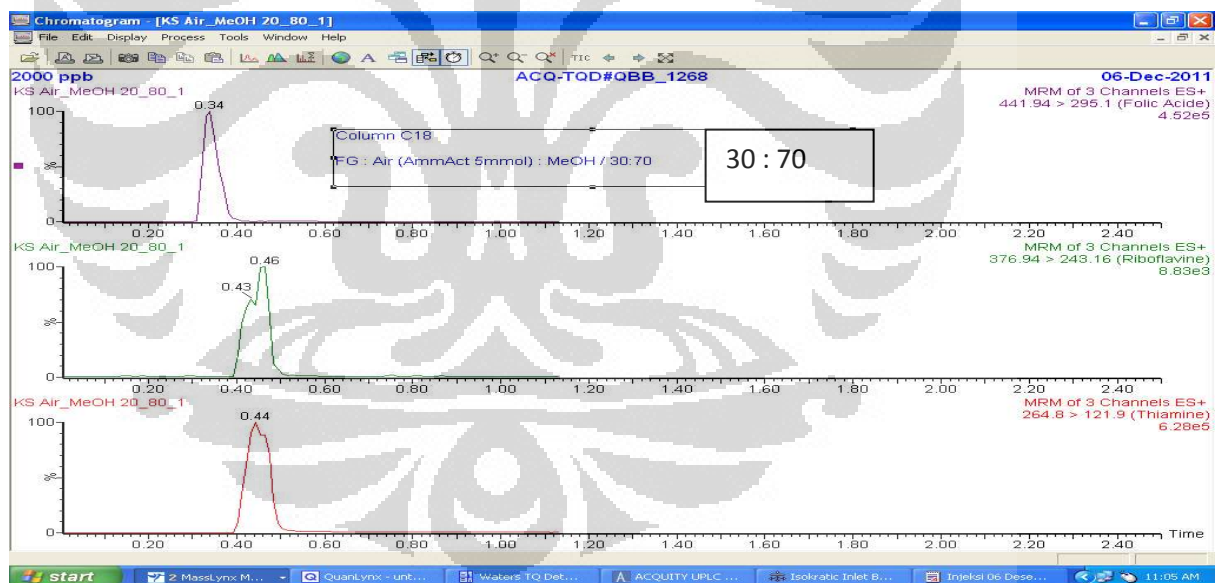 Chromatogram - [KS Air_MeOH 20_80_1]
File Edit Display Process Tools Window Help
TIC
2000 ppb ACQ-TQD#QBB_1268 06-Dec-2011
KS Air_MeOH 20_80_1 MRM of 3 Channels ES+
441.94 > 295.1 (Folic Acide)
4.52e5
0.34
100
%
0
Column C18
FG : Air (AmmAct 5mmol) : MeOH / 30:70
30 : 70
0.20 0.40 0.60 0.80 1.00 1.20 1.40 1.60 1.80 2.00 2.20 2.40
KS Air_MeOH 20_80_1 MRM of 3 Channels ES+
376.94 > 243.16 (Riboflavine)
8.83e3
0.46
0.43
100
%
0
0.20 0.40 0.60 0.80 1.00 1.20 1.40 1.60 1.80 2.00 2.20 2.40
KS Air_MeOH 20_80_1 MRM of 3 Channels ES+
264.8 > 121.9 (Thiamine)
6.28e5
0.44
100
%
0
Time
0.20 0.40 0.60 0.80 1.00 1.20 1.40 1.60 1.80 2.00 2.20 2.40
start 2 MassLynx M... QuanLynx - unt... Waters TQ Det... ACQUITY UPLC ... Isokratic Inlet B... Injeksi 06 Dese... 11:05 AM